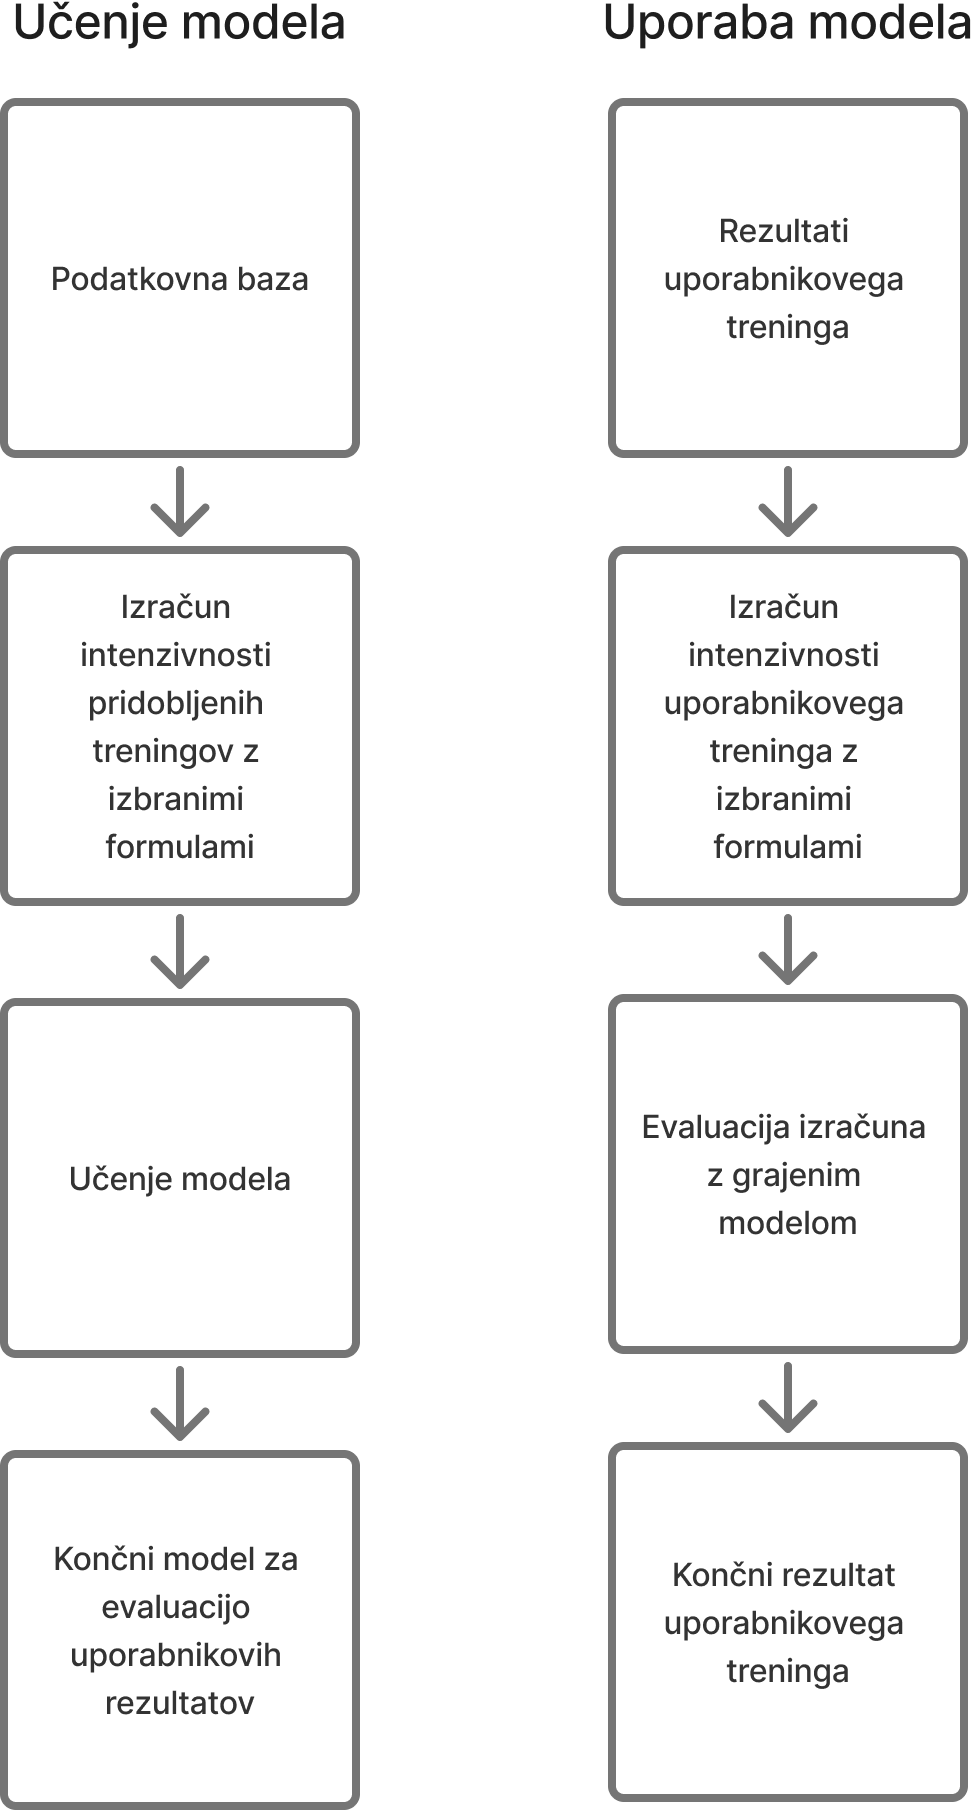 Učenje modela
Podatkovna baza
Izračun
intenzivnosti
pridobljenih
treningov z
izbranimi
formulami
Učenje modela
Končni model za
evaluacijo
uporabnikovih
rezultatov
Uporaba modela
Rezultati
uporabnikovega
treninga
Izračun
intenzivnosti
uporabnikovega
treninga z
izbranimi
formulami
Evaluacija izračuna
z grajenim
modelom
Končni rezultat
uporabnikovega
treninga